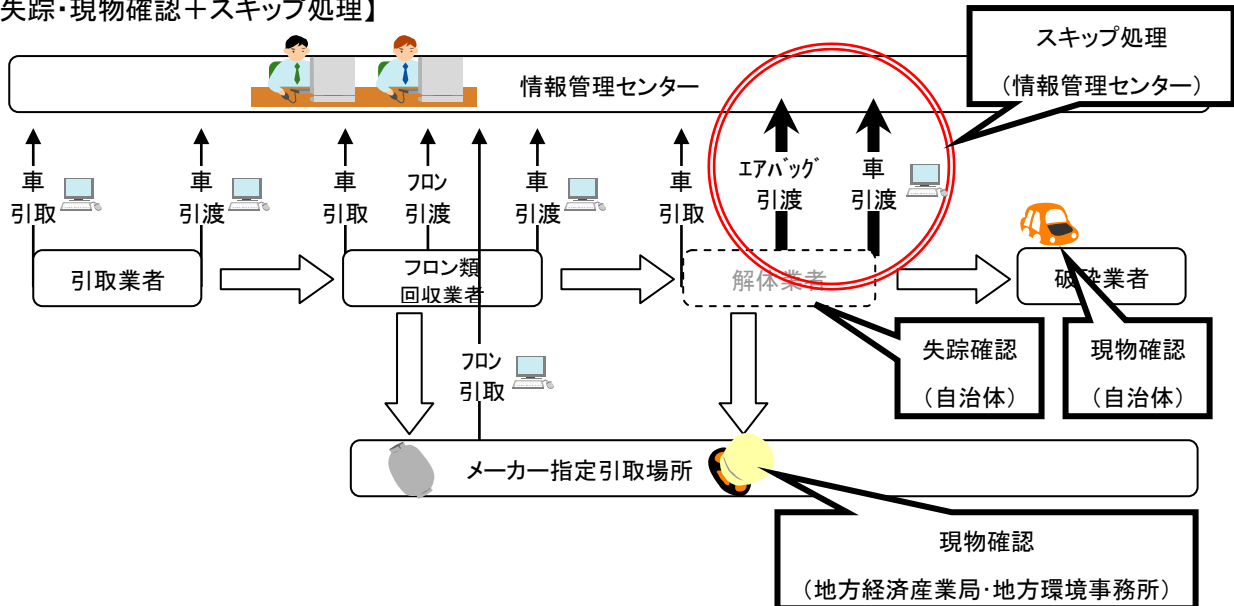 失踪・現物確認＋スキップ処理】
スキップ処理
（情報管理センター）
情報管理センター
車
引取
車
引渡
車
引取
フロン
引渡
車
引渡
車
引取
エアバッグ
引渡
車
引渡
引取業者
フロン類
回収業者
解体業者
破砕業者
フロン
引取
失踪確認
（自治体）
現物確認
（自治体）
メーカー指定引取場所
現物確認
（地方経済産業局・地方環境事務所）